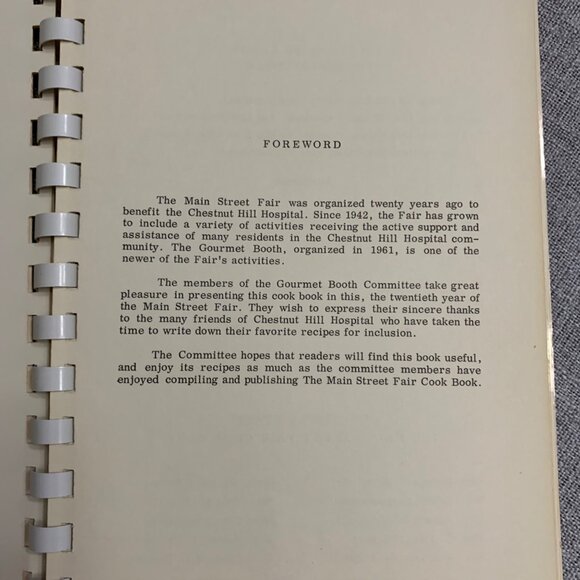 FOREWORD
The Main Street Fair was organized twenty years ago to
benefit the Chestnut Hill Hospital. Since 1942, the Fair has grown
to include a variety of activities receiving the active support and
assistance of many residents in the Chestnut Hill Hospital com-
munity. The Gourmet Booth, organized in 1961, is one of the
newer of the Fair's activities.
The members of the Gourmet Booth Committee take great
pleasure in presenting this cook book in this, the twentieth year of
the Main Street Fair. They wish to express their sincere thanks
to the many friends of Chestnut Hill Hospital who have taken the
time to write down their favorite recipes for inclusion.
The Committee hopes that readers will find this book useful,
and enjoy its recipes as much as the committee members have
enjoyed compiling and publishing The Main Street Fair Cook Book.